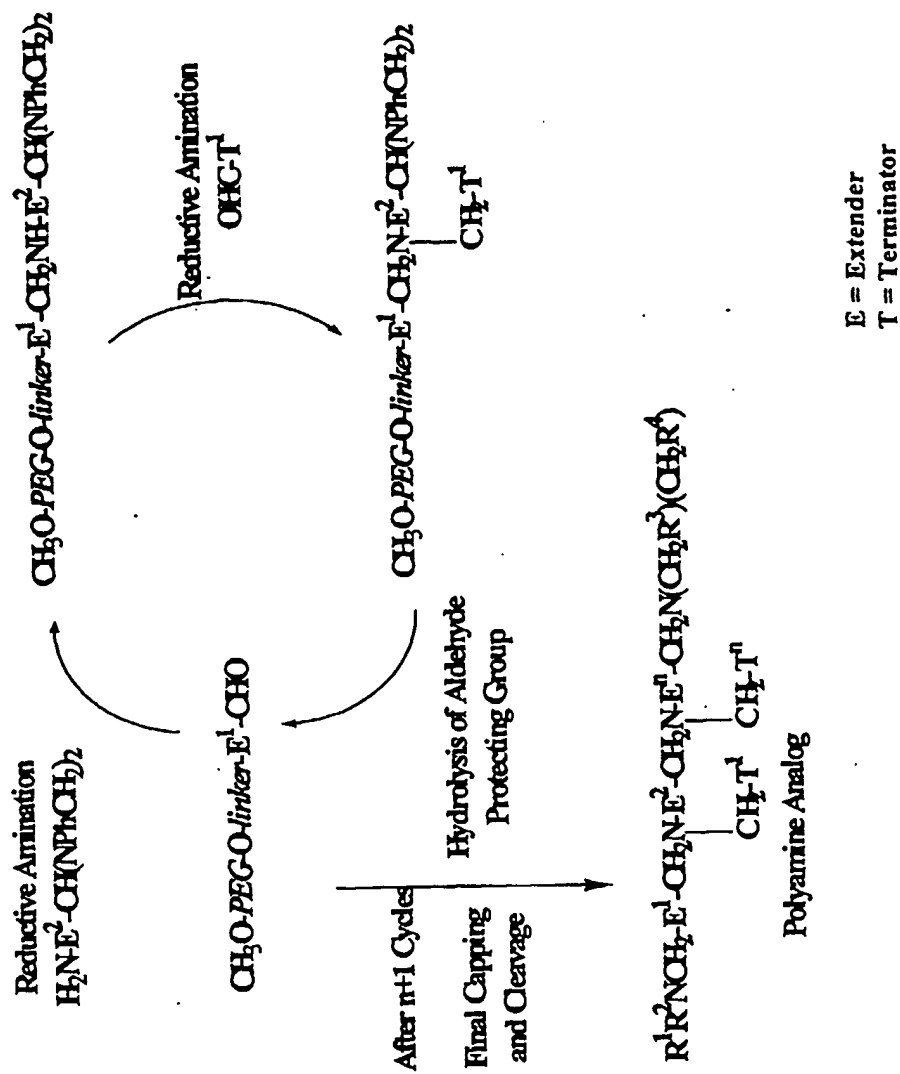 Reductive Amination
H₂N-E²-CH(NPhCH₂)₂
CH₃O-PEG-O-linker-E¹-CH₂NH-E²-CH(NPhCH₂)₂
Reductive Amination
OHC-T¹
CH₃O-PEG-O-linker-E¹-CHO
CH₃O-PEG-O-linker-E¹-CH₂N-E²-CH(NPhCH₂)₂
CH₂-T¹
Hydrolysis of Aldehyde
Protecting Group
After n+1 Cycles
Final Capping
and Cleavage
R¹R²NCH₂-E¹-CH₂N-E²-CH₂N-Eⁿ-CH₂N(CH₂R³)(CH₂R⁴)
CH₂-T¹ CH₂-Tⁿ
Polyamine Analog
E = Extender
T = Terminator